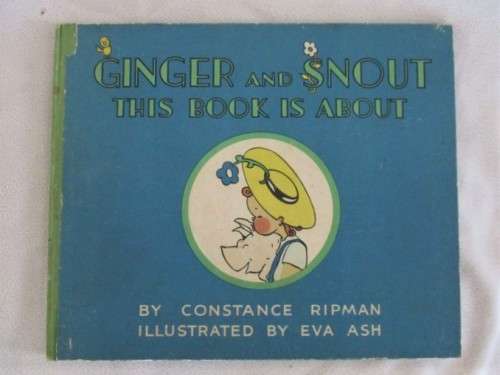 GINGER AND SNOUT
THIS BOOK IS ABOUT
BY CONSTANCE RIPMAN
ILLUSTRATED BY EVA ASH